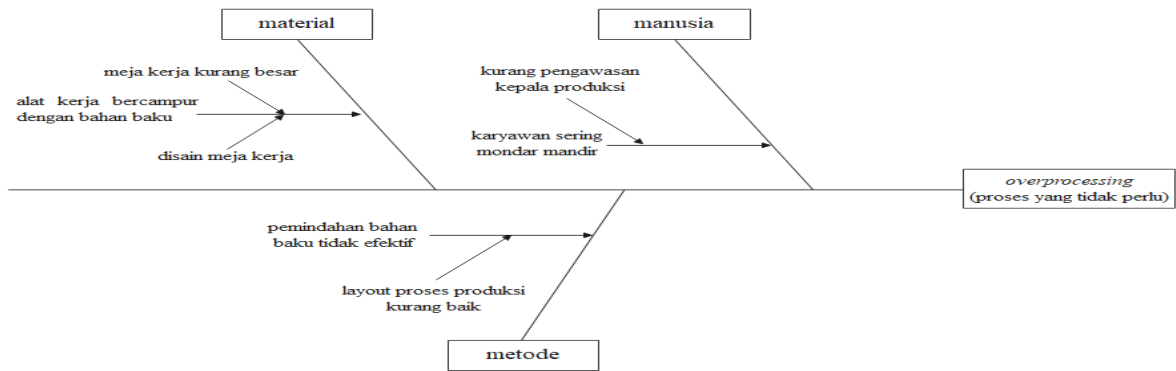 material
manusia
meja kerja kurang besar
alat kerja bercampur
dengan bahan baku
disain meja kerja
kurang pengawasan
kepala produksi
karyawan sering
mondar mandir
overprocessing
(proses yang tidak perlu)
pemindahan bahan
baku tidak efektif
layout proses produksi
kurang baik
metode